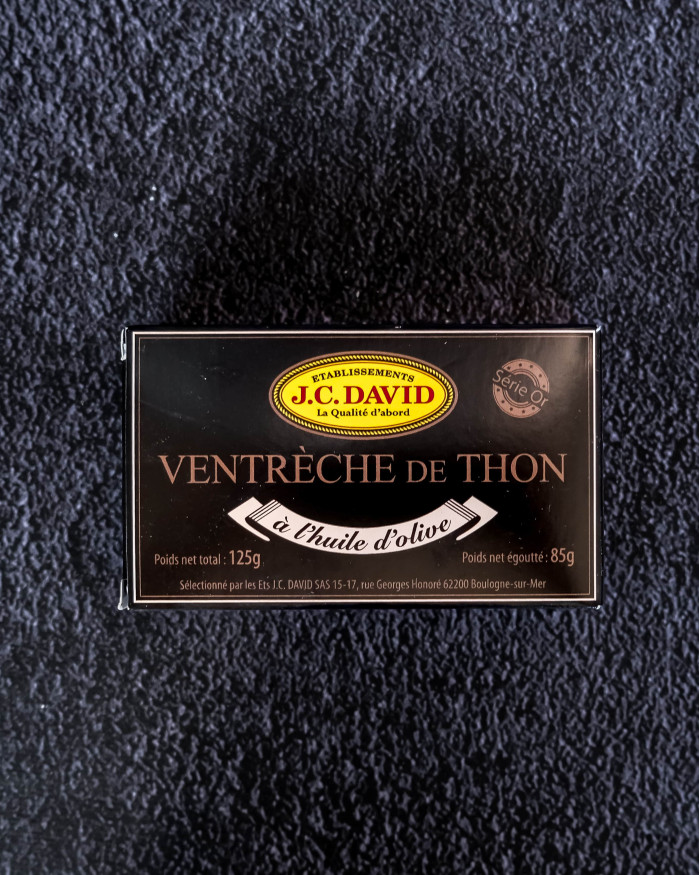 ETABLISSEMENTS
J.C. DAVID
La Qualité d'abord
Série Or
VENTRÈCHE DE THON
à l'huile d'olive
Poids net total : 125g
Poids net égoutté : 85g
Sélectionné par les Ets J.C. DAVID SAS 15-17, rue Georges Honoré 62200 Boulogne-sur-Mer